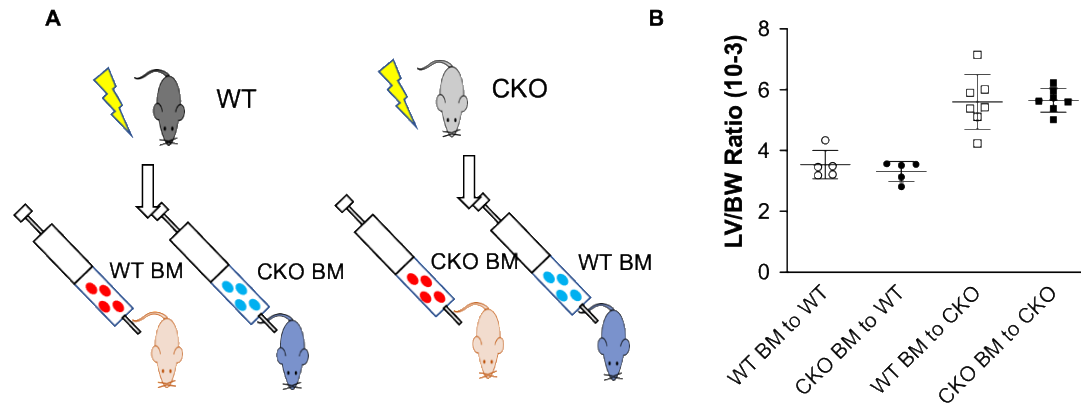 A
WT
CKO
WT BM
CKO BM
CKO BM
WT BM
B
LV/BW Ratio (10-3)
8
6
4
2
0
WT BM to WT
CKO BM to WT
WT BM to CKO
CKO BM to CKO